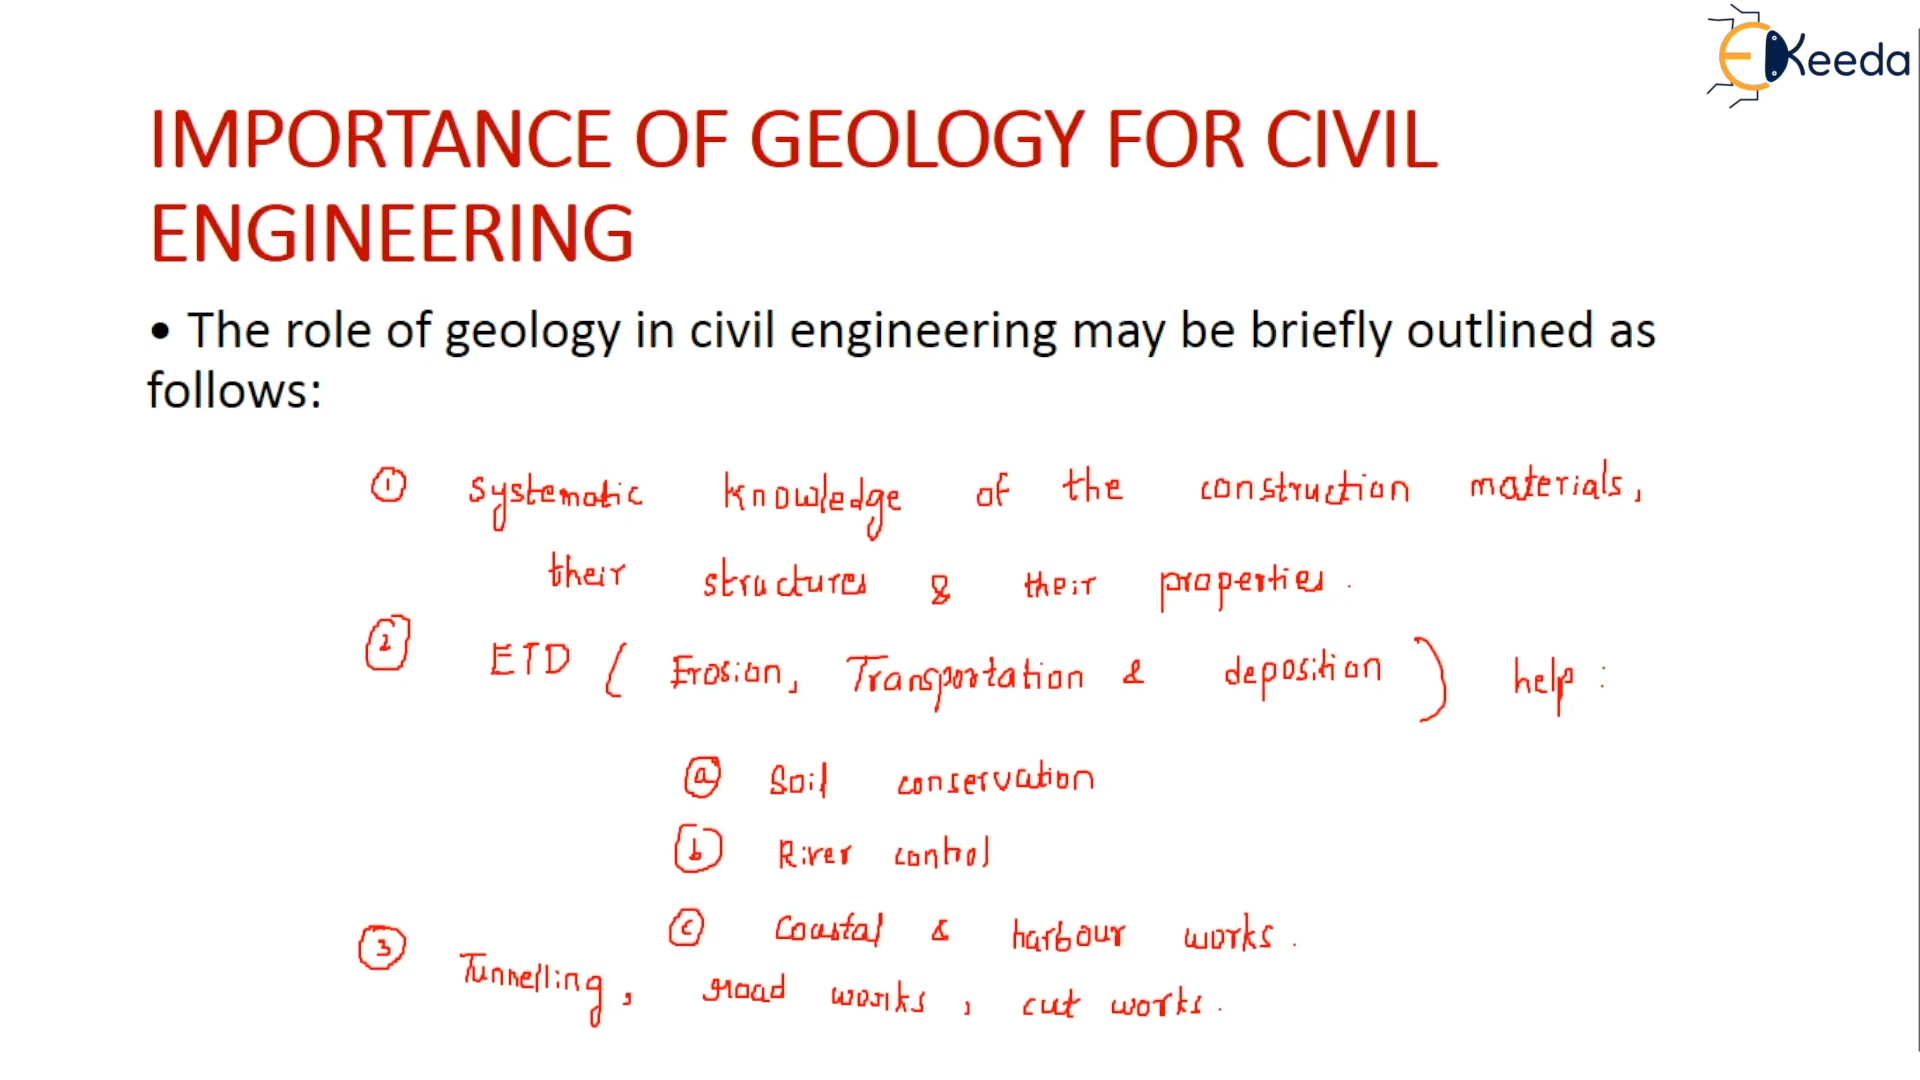 EKeeda
IMPORTANCE OF GEOLOGY FOR CIVIL
ENGINEERING
• The role of geology in civil engineering may be briefly outlined as
follows:
① Systematic knowledge of the construction materials,
their structures & their properties.
② ETD ( Erosion, Transportation & deposition ) help :
ⓐ Soil conservation
ⓑ River control
ⓒ Coastal & harbour works.
③ Tunnelling, road works, cut works.